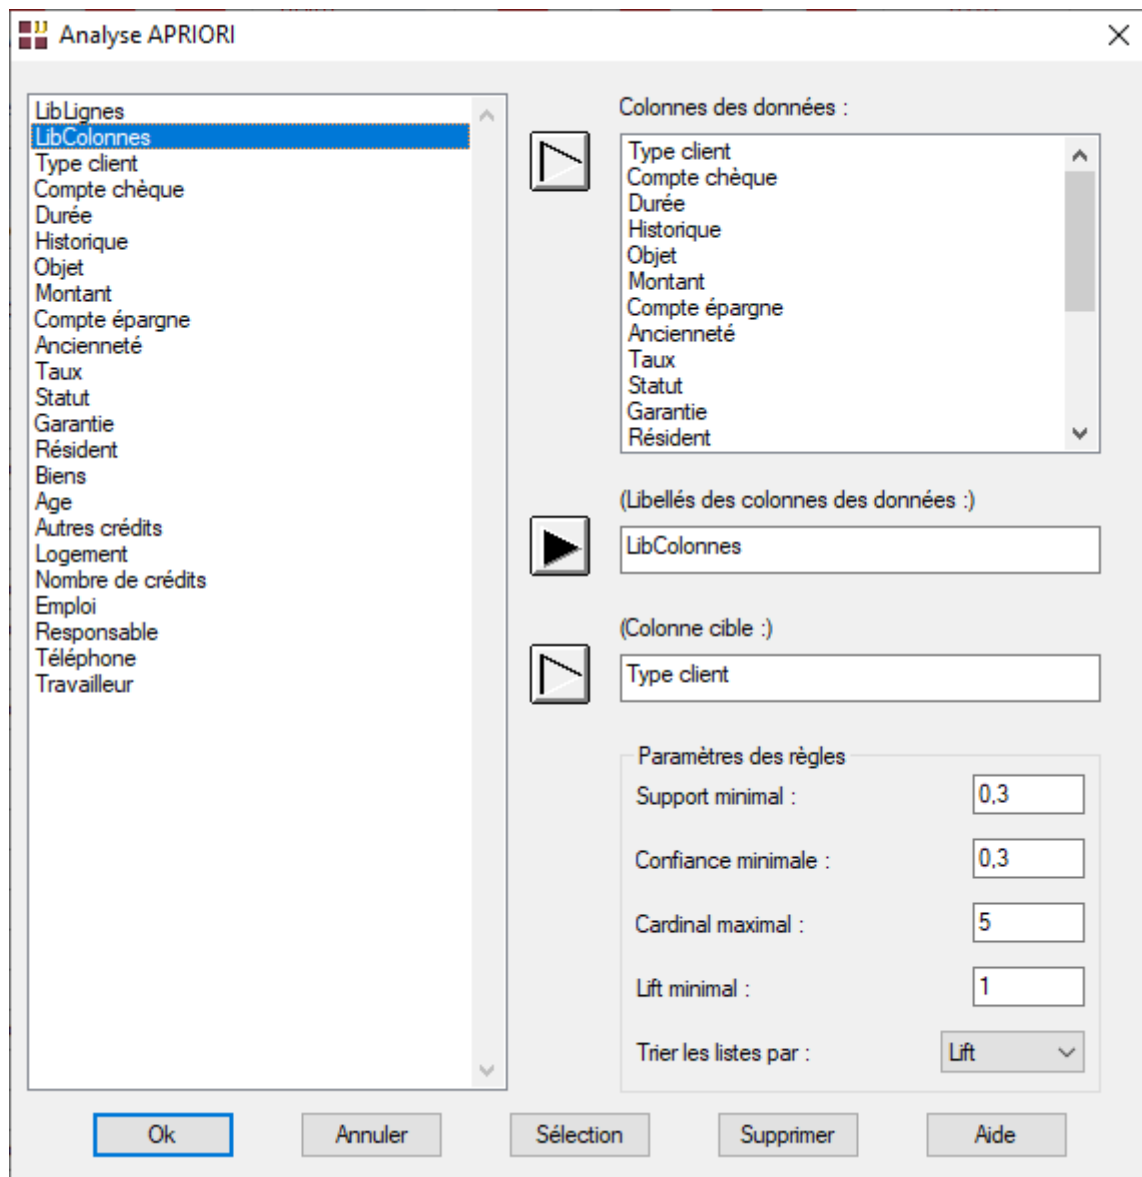 Analyse APRIORI
LibLignes
LibColonnes
Type client
Compte chèque
Durée
Historique
Objet
Montant
Compte épargne
Ancienneté
Taux
Statut
Garantie
Résident
Biens
Age
Autres crédits
Logement
Nombre de crédits
Emploi
Responsable
Téléphone
Travailleur
Colonnes des données :
Type client
Compte chèque
Durée
Historique
Objet
Montant
Compte épargne
Ancienneté
Taux
Statut
Garantie
Résident
(Libellés des colonnes des données :)
LibColonnes
(Colonne cible :)
Type client
Paramètres des règles
Support minimal : 0,3
Confiance minimale : 0,3
Cardinal maximal : 5
Lift minimal : 1
Trier les listes par : Lift
Ok Annuler Sélection Supprimer Aide